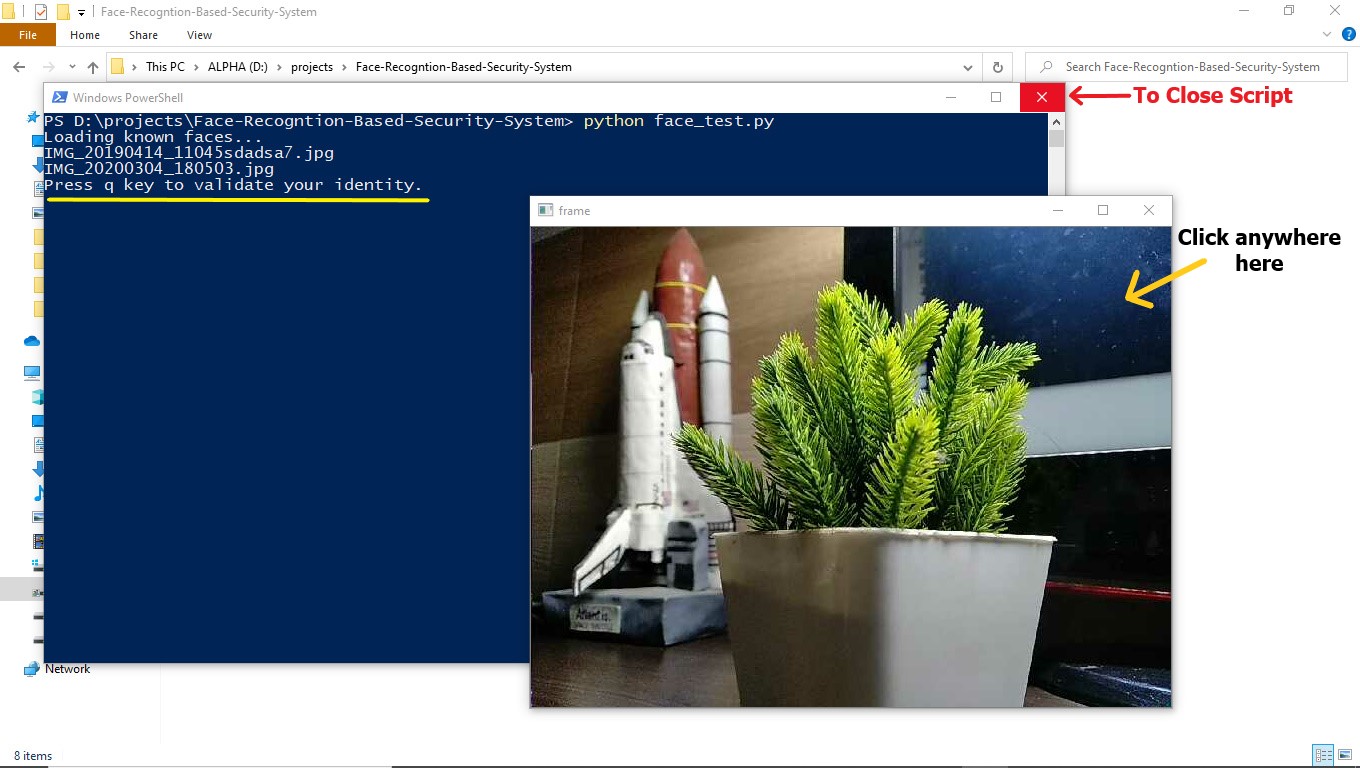 Face-Recogntion-Based-Security-System
File
Home
Share
View
This PC
ALPHA (D:)
projects
Face-Recogntion-Based-Security-System
Search Face-Recogntion-Based-Security-System
Windows PowerShell
To Close Script
PS D:\projects\Face-Recogntion-Based-Security-System> python face_test.py
Loading known faces...
IMG_20190414_11045sdadsa7.jpg
IMG_20200304_180503.jpg
Press q key to validate your identity.
frame
Click anywhere
here
Atlantis
Network
8 items